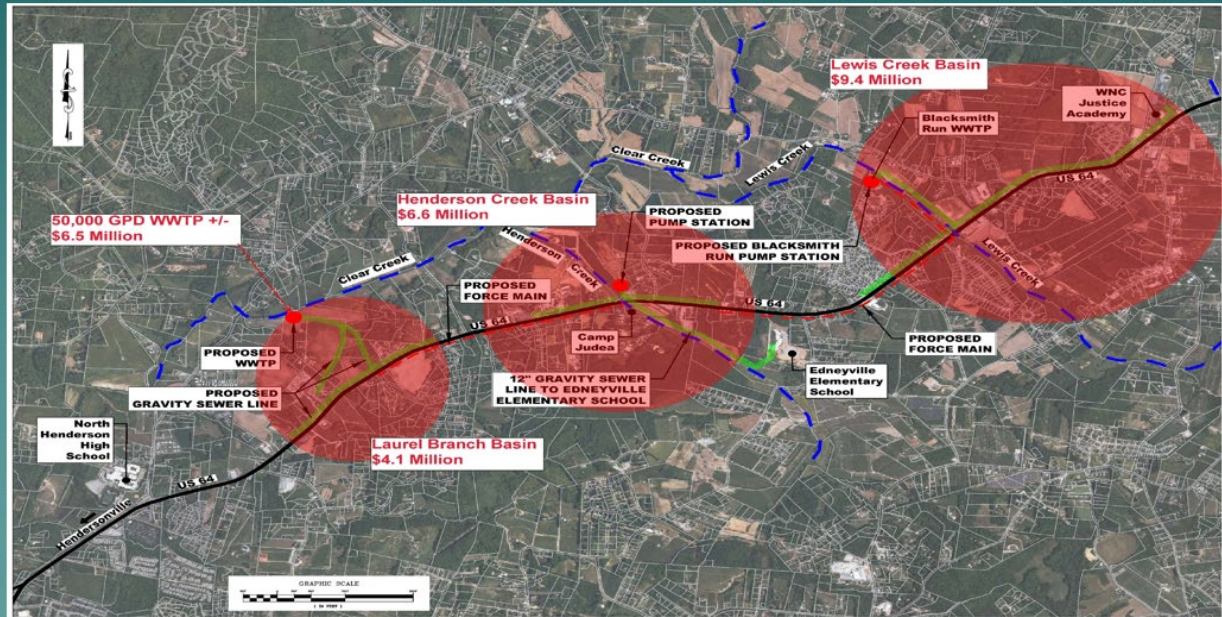 Lewis Creek Basin
$9.4 Million
WNC
Justice
Academy
Blacksmith
Run WWTP
Clear Creek
Lewis Creek
US 64
Henderson Creek Basin
$6.6 Million
PROPOSED
PUMP STATION
50,000 GPD WWTP +/-
$6.5 Million
Henderson Creek
PROPOSED BLACKSMITH
RUN PUMP STATION
Lewis Creek
Clear Creek
PROPOSED
FORCE MAIN
US 64
US 64
PROPOSED
WWTP
Camp
Judea
PROPOSED
FORCE MAIN
PROPOSED
GRAVITY SEWER LINE
12" GRAVITY SEWER
LINE TO EDNEYVILLE
ELEMENTARY SCHOOL
Edneyville
Elementary
School
North
Henderson
High
School
Laurel Branch Basin
$4.1 Million
US 64
Hendersonville
GRAPHIC SCALE